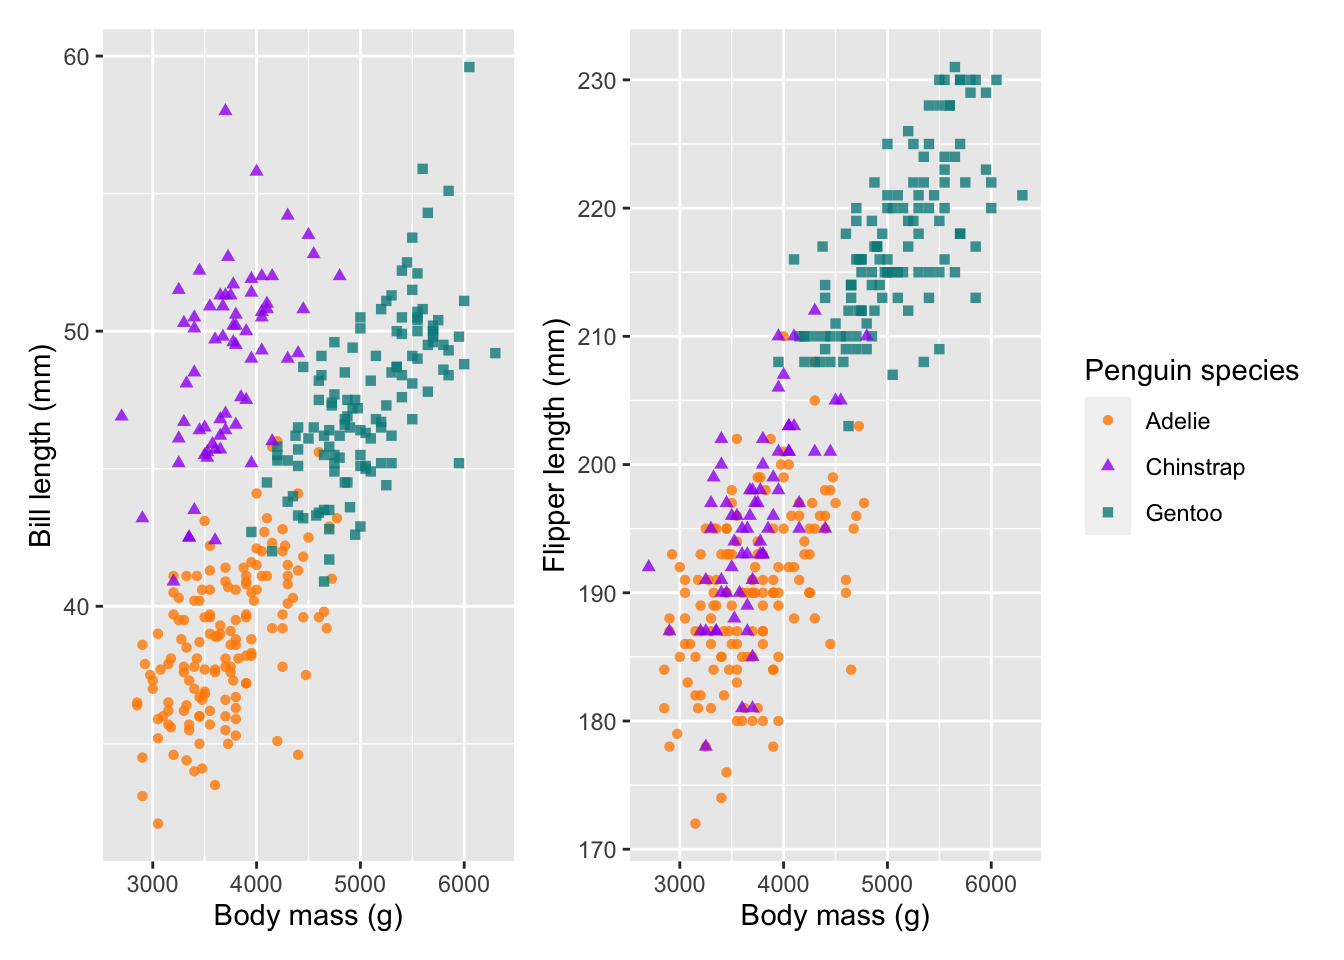 60
50
40
Bill length (mm)
3000 4000 5000 6000
Body mass (g)
230
220
210
200
190
180
170
Flipper length (mm)
3000 4000 5000 6000
Body mass (g)
Penguin species
Adelie
Chinstrap
Gentoo